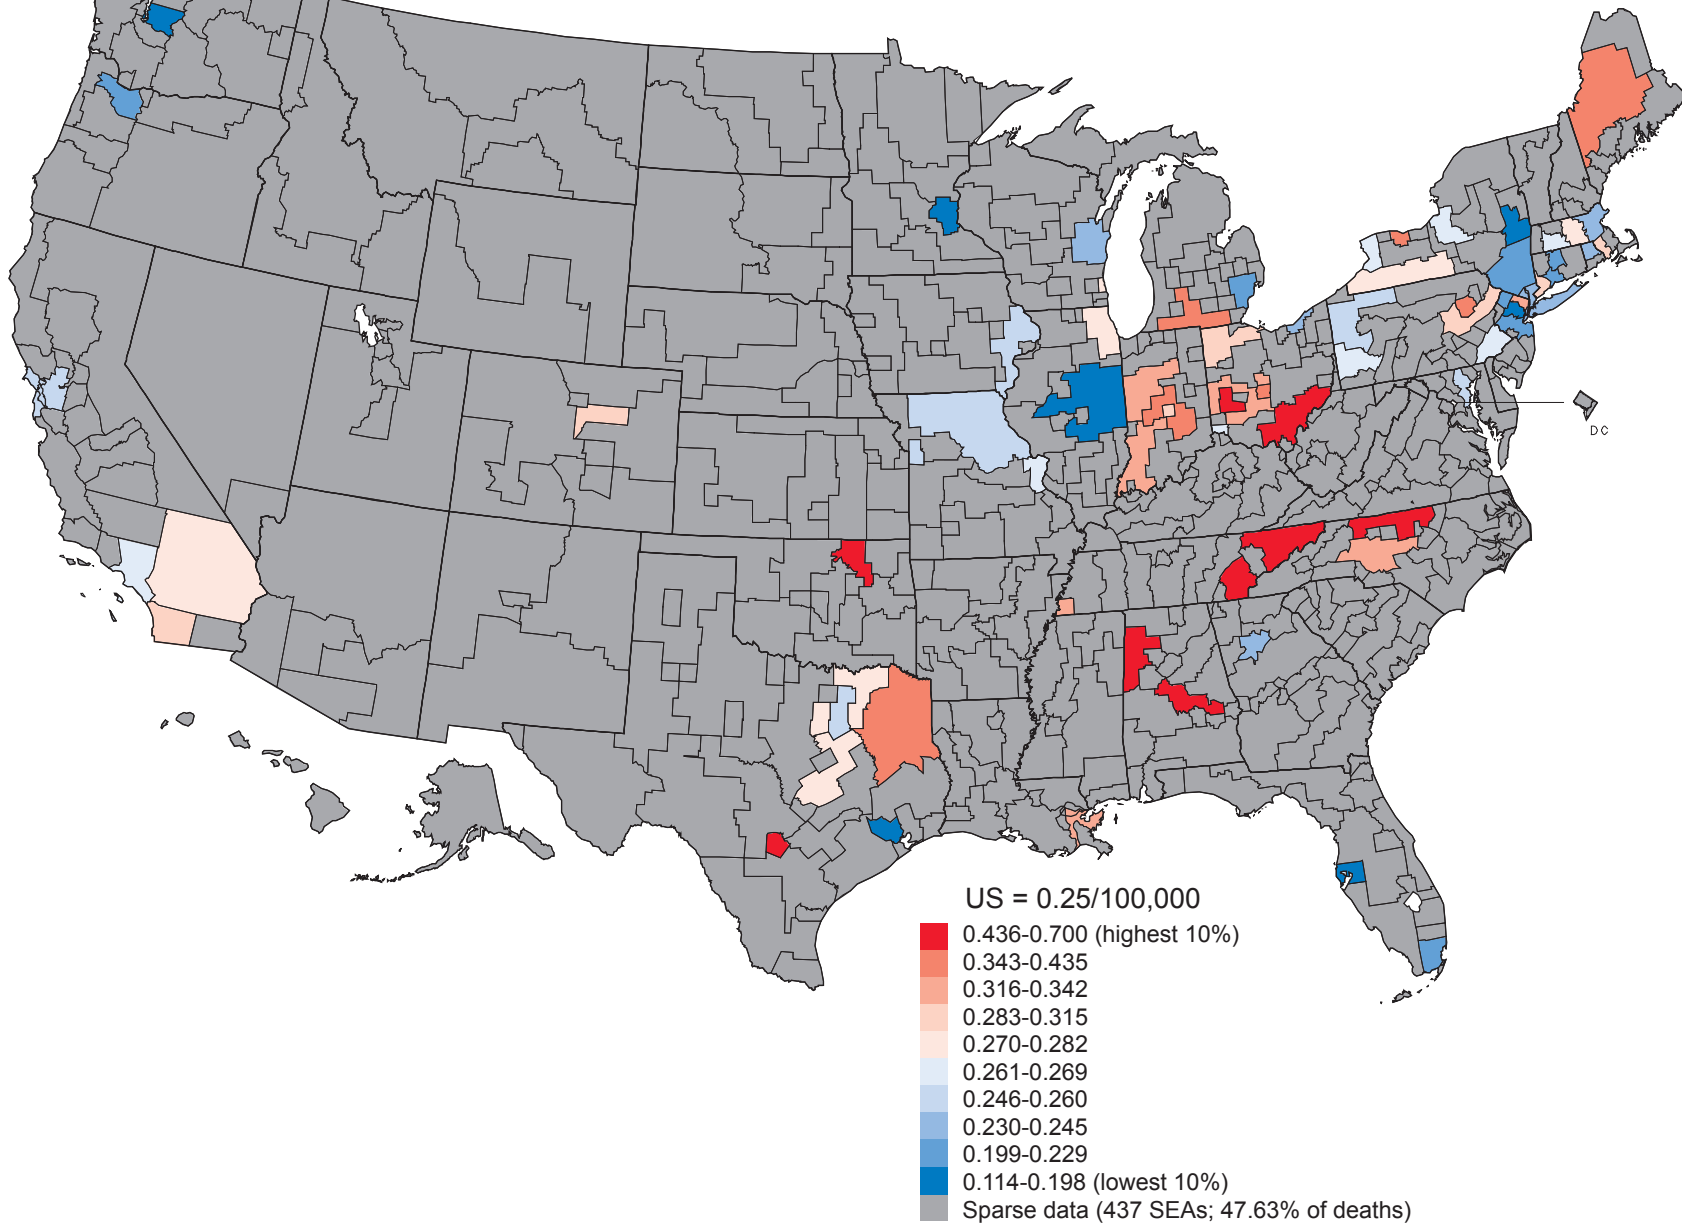 DC
US = 0.25/100,000
0.436-0.700 (highest 10%)
0.343-0.435
0.316-0.342
0.283-0.315
0.270-0.282
0.261-0.269
0.246-0.260
0.230-0.245
0.199-0.229
0.114-0.198 (lowest 10%)
Sparse data (437 SEAs; 47.63% of deaths)